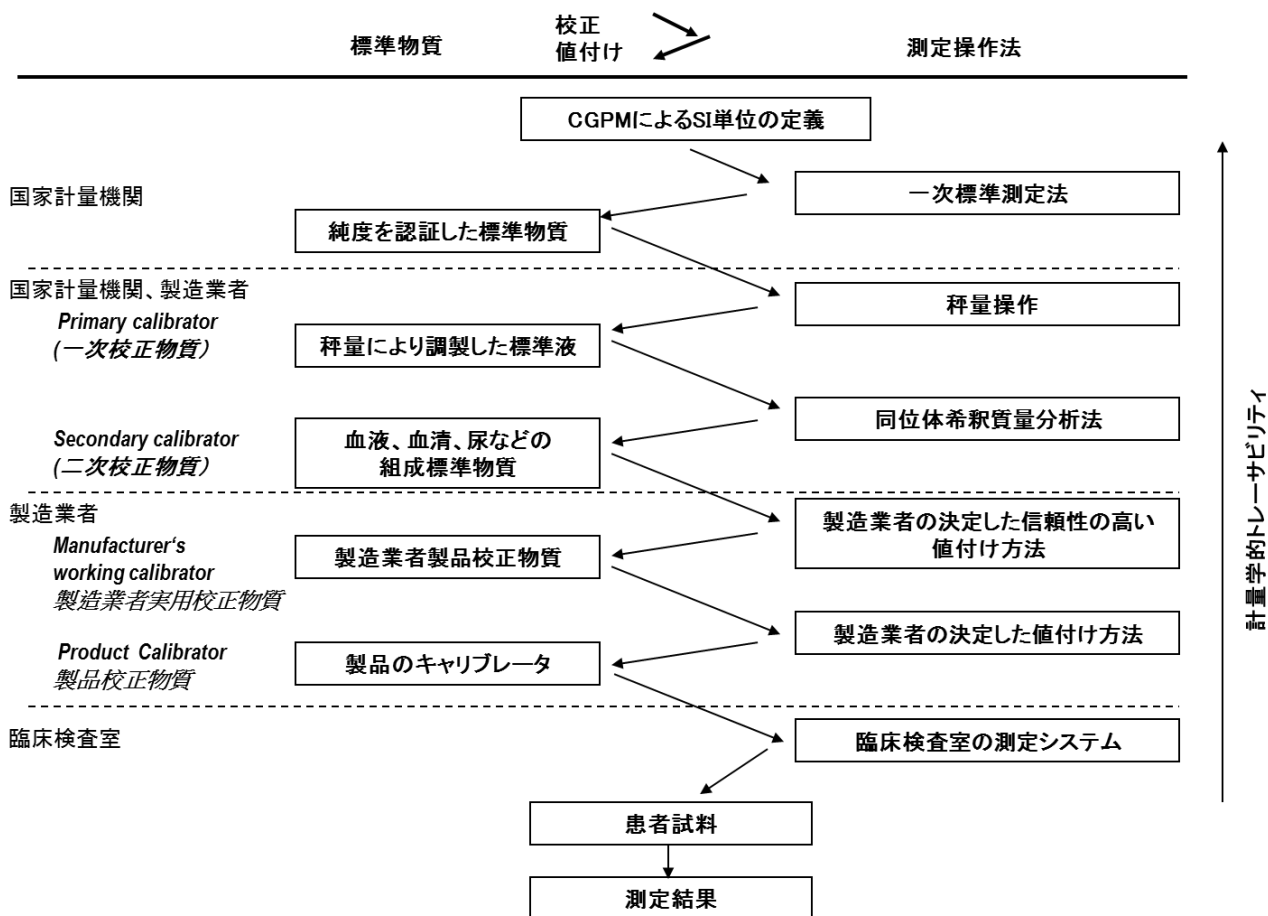 標準物質
校正
値付け
測定操作法
CGPMによるSI単位の定義
国家計量機関
一次標準測定法
純度を認証した標準物質
国家計量機関、製造業者
Primary calibrator
(一次校正物質)
秤量操作
秤量により調製した標準液
同位体希釈質量分析法
Secondary calibrator
(二次校正物質)
血液、血清、尿などの
組成標準物質
製造業者
製造業者の決定した信頼性の高い
値付け方法
Manufacturer's
working calibrator
製造業者実用校正物質
製造業者製品校正物質
製造業者の決定した値付け方法
Product Calibrator
製品校正物質
製品のキャリブレータ
臨床検査室
臨床検査室の測定システム
患者試料
測定結果
計量学的トレーサビリティ